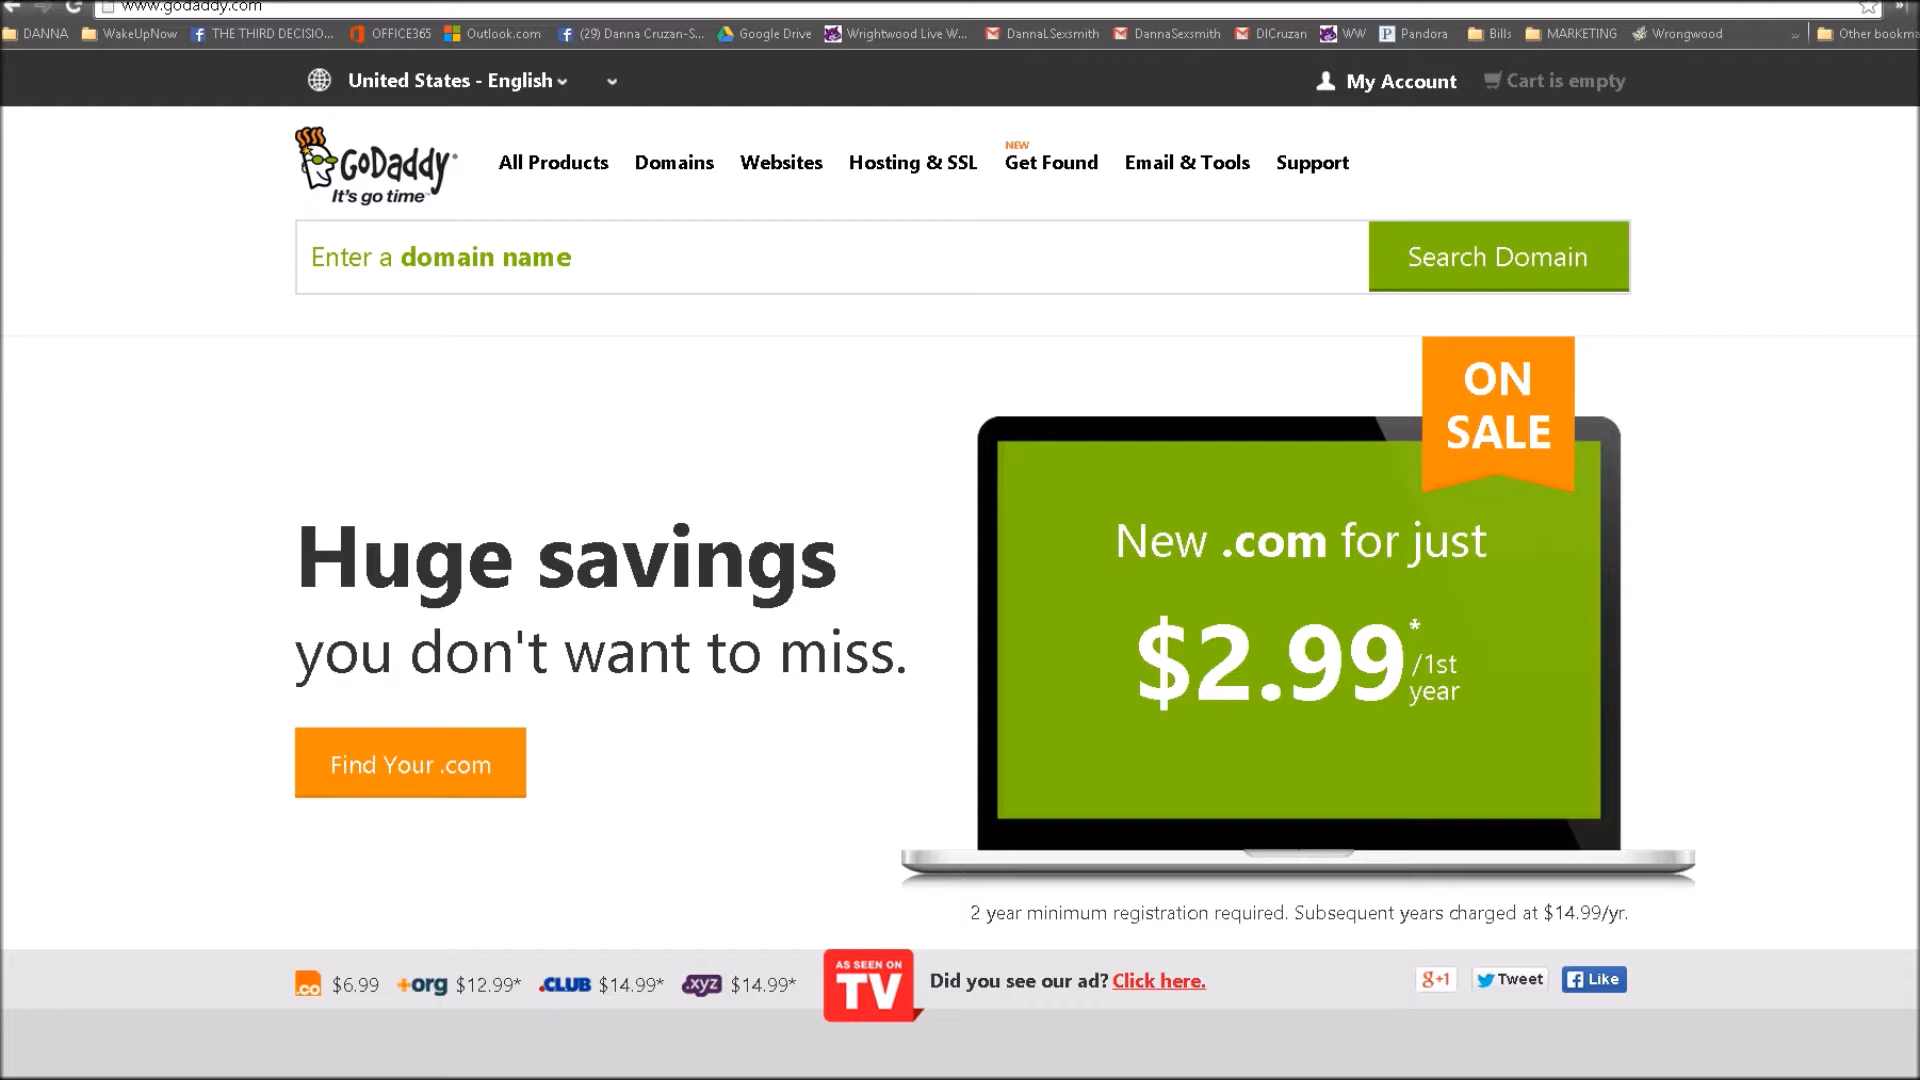 www.godaddy.com
DANNA WakeUpNow THE THIRD DECISIO... OFFICE365 Outlook.com (29) Danna Cruzan-S... Google Drive Wrightwood Live W... DannaLSexsmith DannaSexsmith DICruzan WW Pandora Bills MARKETING Wrongwood » Other bookma
United States - English My Account Cart is empty
GoDaddy
It's go time™
All Products Domains Websites Hosting & SSL NEW Get Found Email & Tools Support
Enter a domain name Search Domain
ON
SALE
Huge savings
you don't want to miss.
Find Your .com
New .com for just
$2.99* /1st
year
2 year minimum registration required. Subsequent years charged at $14.99/yr.
.co $6.99 +org $12.99* .CLUB $14.99* .xyz $14.99*
AS SEEN ON
TV
Did you see our ad? Click here.
g+1 Tweet Like